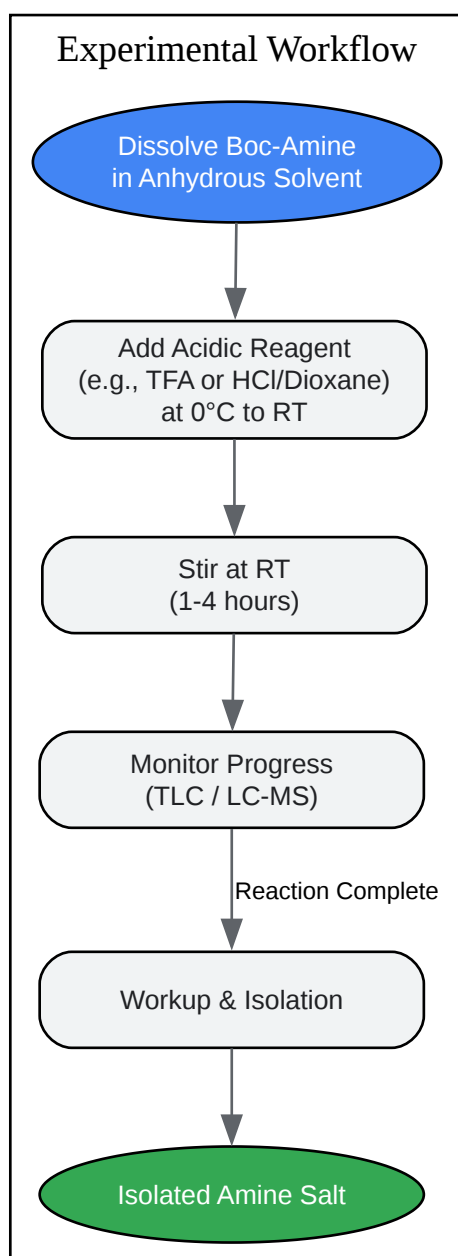 Experimental Workflow
Dissolve Boc-Amine
in Anhydrous Solvent
Add Acidic Reagent
(e.g., TFA or HCl/Dioxane)
at 0°C to RT
Stir at RT
(1-4 hours)
Monitor Progress
(TLC / LC-MS)
Reaction Complete
Workup & Isolation
Isolated Amine Salt